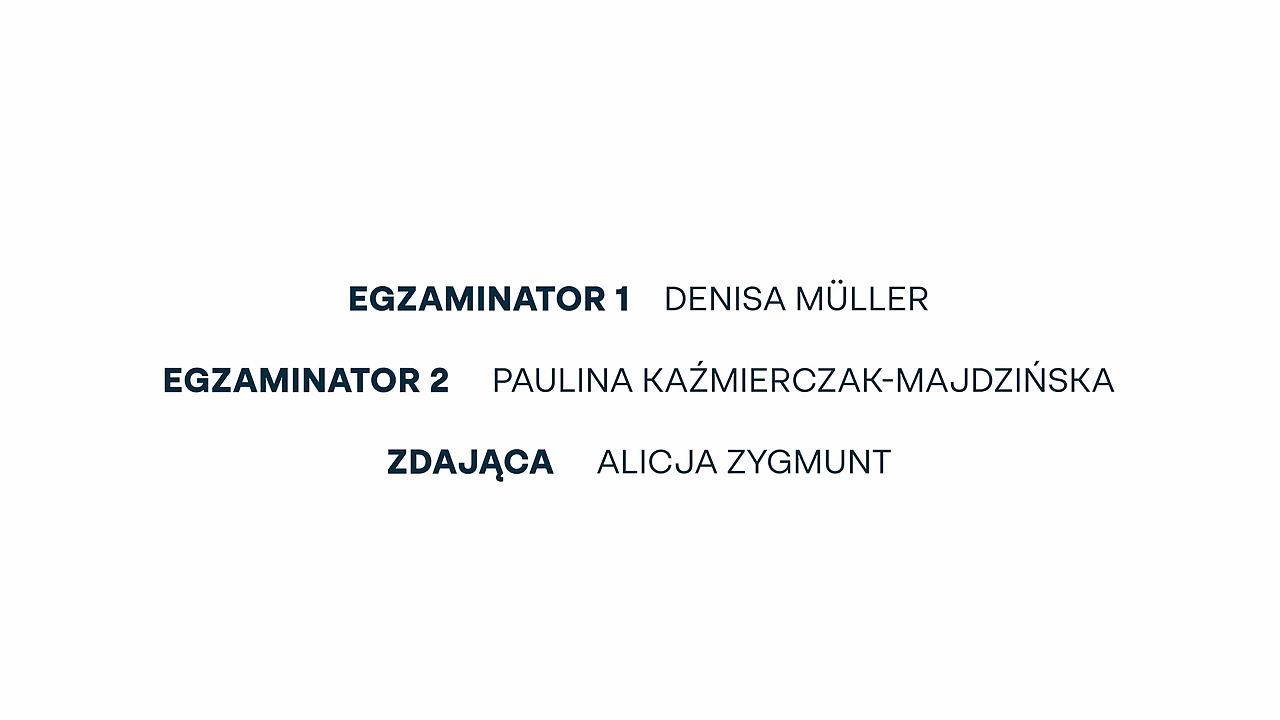 EGZAMINATOR 1 DENISA MÜLLER
EGZAMINATOR 2 PAULINA KAŹMIERCZAK-MAJDZIŃSKA
ZDAJĄCA ALICJA ZYGMUNT